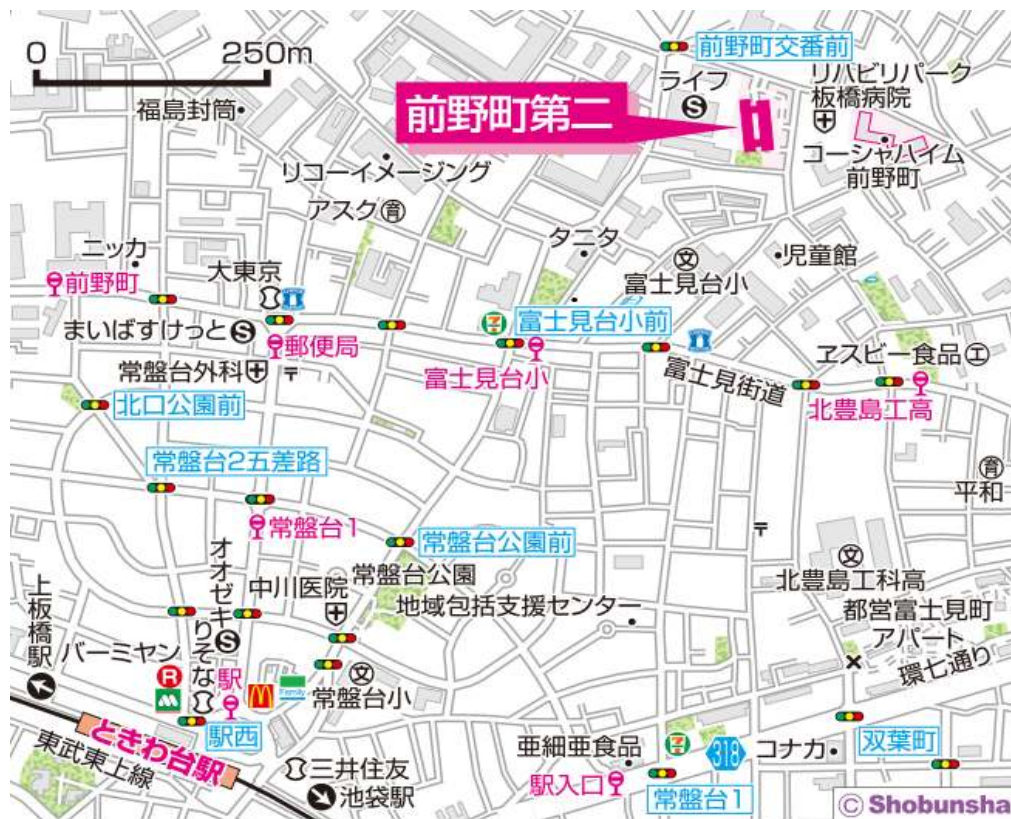 0
250m
前野町交番前
ライフ
S
リハビリパーク
板橋病院
前野町第二
福島封筒
コーシャハイム
前野町
リコーイメージング
アスク
育
タニタ
文
富士見台小
児童館
ニッカ
前野町
大東京
まいばすけっと
S
富士見台小前
郵便局
富士見台小
ヱスビー食品
工
常盤台外科
〒
富士見街道
北豊島工高
北口公園前
常盤台2五差路
育
平和
常盤台1
〒
常盤台公園前
文
北豊島工科高
オオゼキ
S
中川医院
常盤台公園
地域包括支援センター
都営富士見町
アパート
環七通り
上板橋駅
バーミヤン
R
りそな
駅
Family
文
常盤台小
駅西
ときわ台駅
東武東上線
三井住友
池袋駅
亜細亜食品
318
コナカ
双葉町
駅入口
常盤台1
© Shobunsha